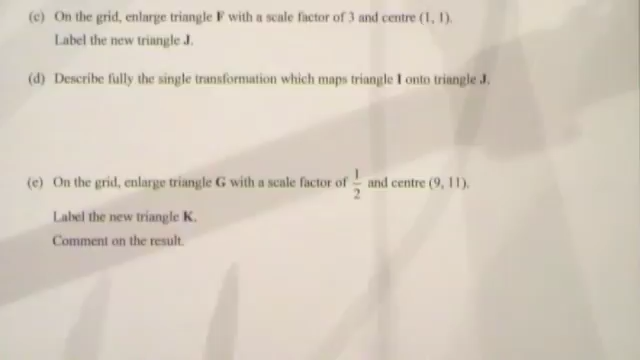 (c) On the grid, enlarge triangle F with a scale factor of 3 and centre (1, 1).
Label the new triangle J.
(d) Describe fully the single transformation which maps triangle I onto triangle J.
(e) On the grid, enlarge triangle G with a scale factor of 1/2 and centre (9, 11).
Label the new triangle K.
Comment on the result.